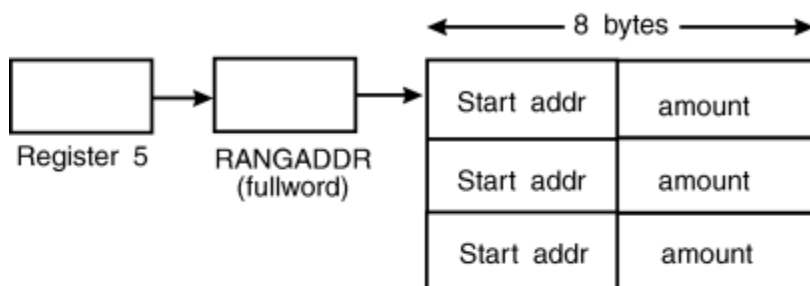 8 bytes
Start addr amount
Register 5
RANGADDR
(fullword)
Start addr amount
Start addr amount